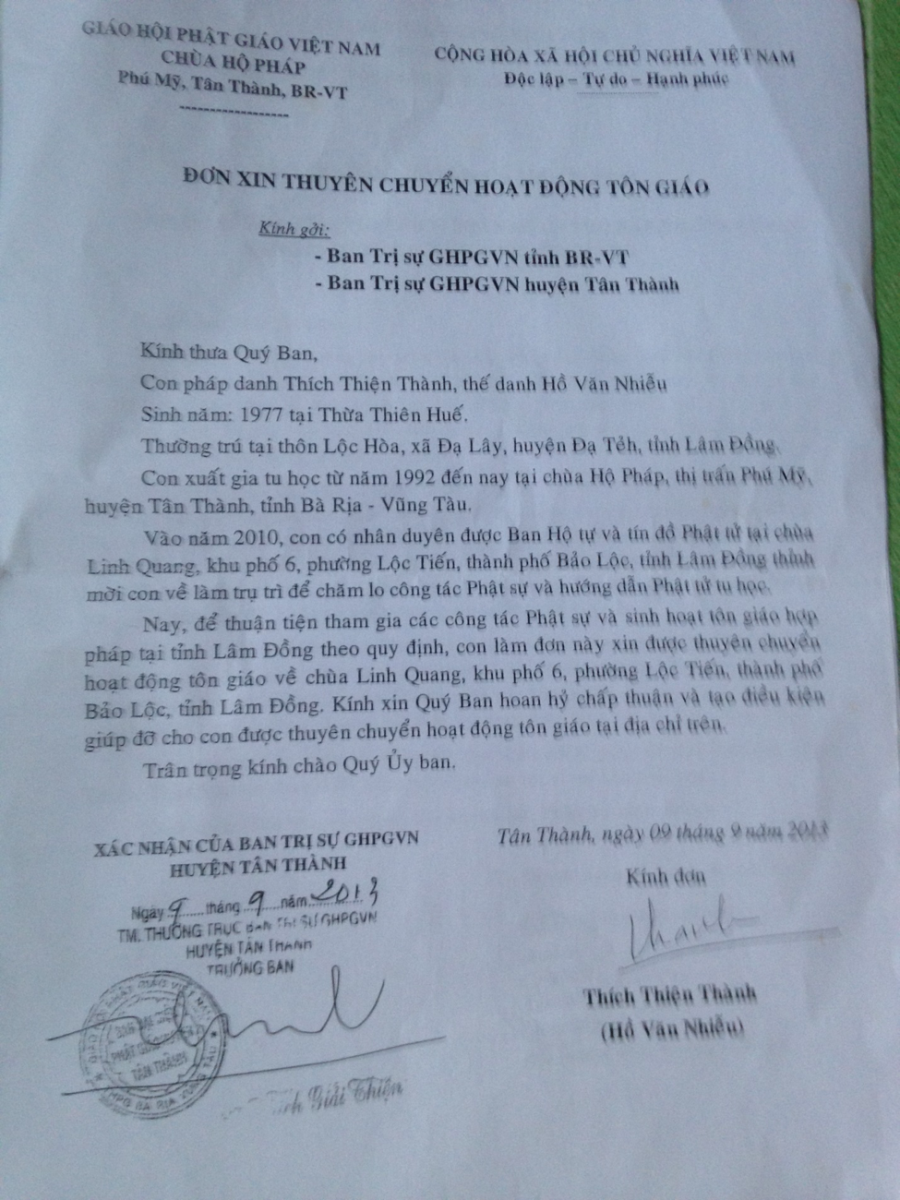 GIÁO HỘI PHẬT GIÁO VIỆT NAM
CHÙA HỘ PHÁP
Phú Mỹ, Tân Thành, BR-VT
------------------
CỘNG HÒA XÃ HỘI CHỦ NGHĨA VIỆT NAM
Độc lập – Tự do – Hạnh phúc
ĐƠN XIN THUYÊN CHUYỂN HOẠT ĐỘNG TÔN GIÁO
Kính gởi:
- Ban Trị sự GHPGVN tỉnh BR-VT
- Ban Trị sự GHPGVN huyện Tân Thành
Kính thưa Quý Ban,
Con pháp danh Thích Thiện Thành, thế danh Hồ Văn Nhiễu
Sinh năm: 1977 tại Thừa Thiên Huế.
Thường trú tại thôn Lộc Hòa, xã Đạ Lây, huyện Đạ Tẻh, tỉnh Lâm Đồng.
Con xuất gia tu học từ năm 1992 đến nay tại chùa Hộ Pháp, thị trấn Phú Mỹ,
huyện Tân Thành, tỉnh Bà Rịa - Vũng Tàu.
Vào năm 2010, con có nhân duyên được Ban Hộ tự và tín đồ Phật tử tại chùa
Linh Quang, khu phố 6, phường Lộc Tiến, thành phố Bảo Lộc, tỉnh Lâm Đồng thỉnh
mời con về làm trụ trì để chăm lo công tác Phật sự và hướng dẫn Phật tử tu học.
Nay, để thuận tiện tham gia các công tác Phật sự và sinh hoạt tôn giáo hợp
pháp tại tỉnh Lâm Đồng theo quy định, con làm đơn này xin được thuyên chuyển
hoạt động tôn giáo về chùa Linh Quang, khu phố 6, phường Lộc Tiến, thành phố
Bảo Lộc, tỉnh Lâm Đồng. Kính xin Quý Ban hoan hỷ chấp thuận và tạo điều kiện
giúp đỡ cho con được thuyên chuyển hoạt động tôn giáo tại địa chỉ trên.
Trân trọng kính chào Quý Ủy ban.
XÁC NHẬN CỦA BAN TRỊ SỰ GHPGVN
HUYỆN TÂN THÀNH
Ngày 9 tháng 9 năm 2013
TM. THƯỜNG TRỰC BAN TRỊ SỰ GHPGVN
HUYỆN TÂN THÀNH
TRƯỞNG BAN
TÂN THÀNH
Thích Giải Thiện
Tân Thành, ngày 09 tháng 9 năm 2013
Kính đơn
Thành
Thích Thiện Thành
(Hồ Văn Nhiễu)